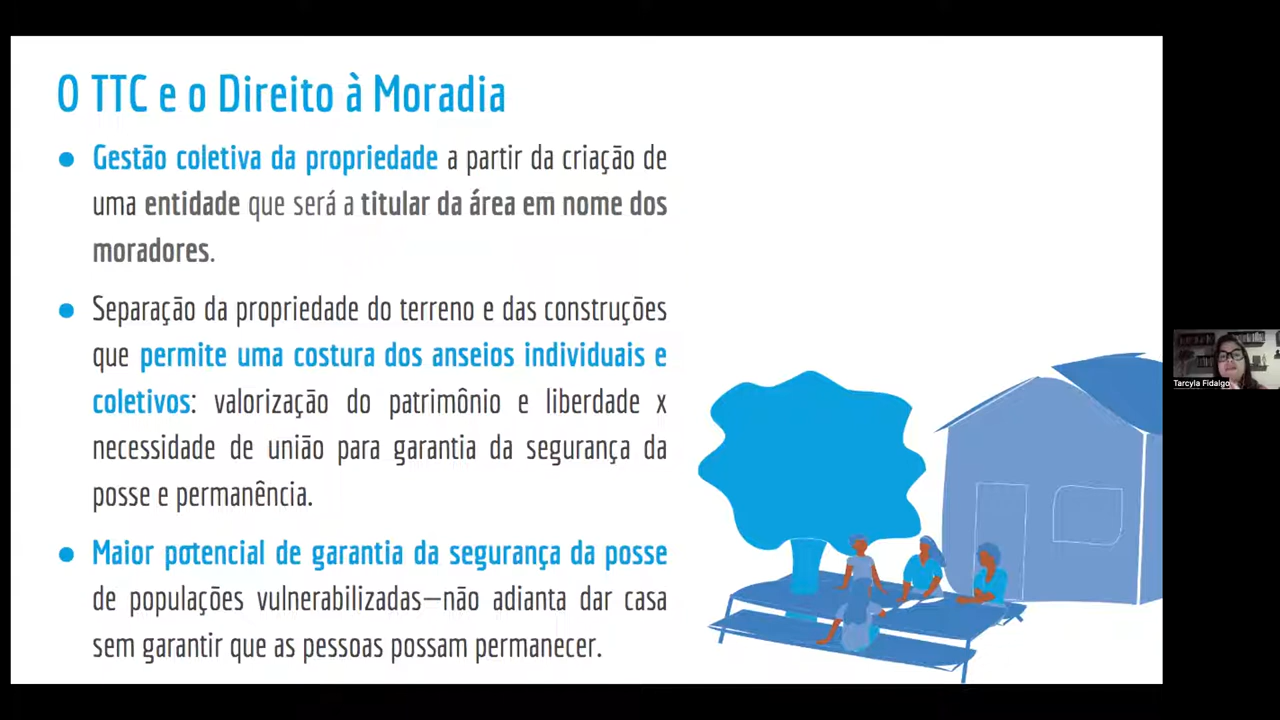 O TTC e o Direito à Moradia
● Gestão coletiva da propriedade a partir da criação de
uma entidade que será a titular da área em nome dos
moradores.
● Separação da propriedade do terreno e das construções
que permite uma costura dos anseios individuais e
coletivos: valorização do patrimônio e liberdade x
necessidade de união para garantia da segurança da
posse e permanência.
● Maior potencial de garantia da segurança da posse
de populações vulnerabilizadas—não adianta dar casa
sem garantir que as pessoas possam permanecer.
Tarcyla Fidalgo